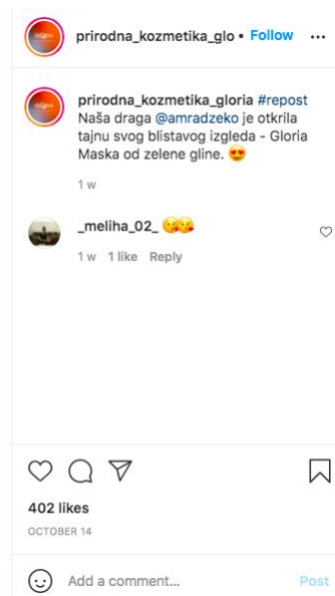 prirodna_kozmetika_glo • Follow ...
prirodna_kozmetika_gloria #repost
Naša draga @amradzeko je otkrila
tajnu svog blistavog izgleda - Gloria
Maska od zelene gline. 😍
1 w
_meliha_02_ 😘😘
1 w 1 like Reply
402 likes
OCTOBER 14
Add a comment...
Post